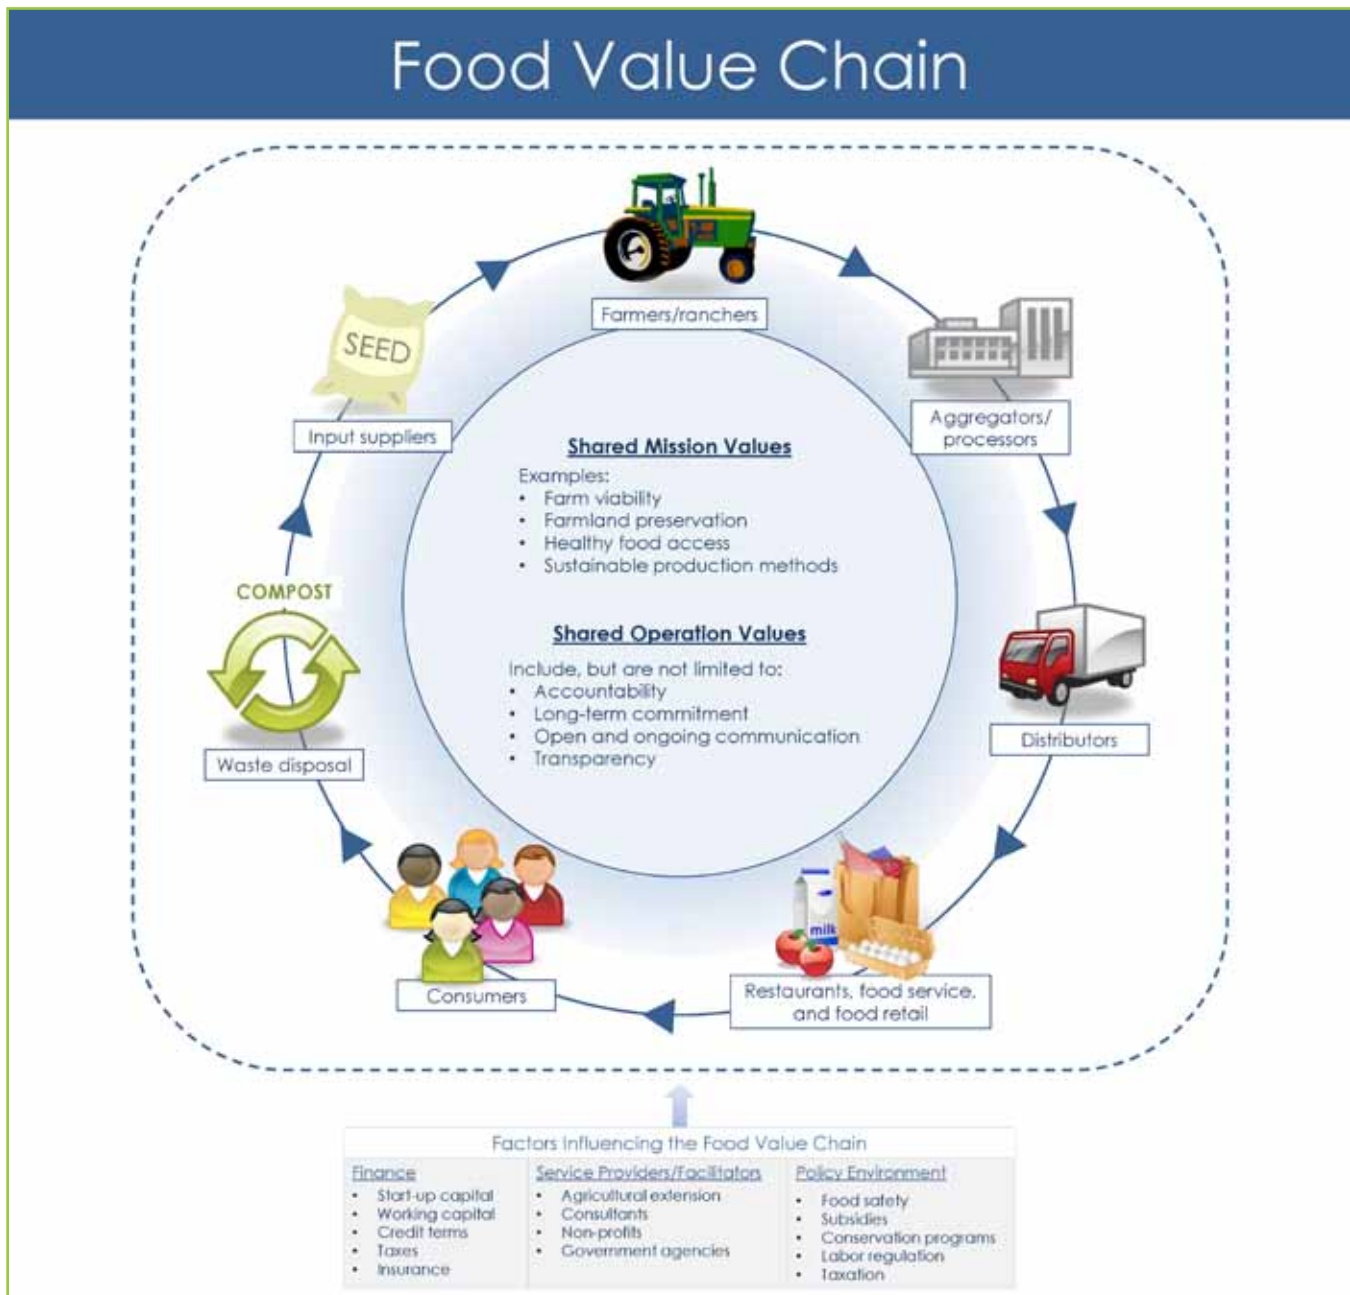 Food Value Chain
Farmers/ranchers
SEED
Input suppliers
Aggregators/
processors
Shared Mission Values
Examples:
• Farm viability
• Farmland preservation
• Healthy food access
• Sustainable production methods
COMPOST
Waste disposal
Shared Operation Values
Include, but are not limited to:
• Accountability
• Long-term commitment
• Open and ongoing communication
• Transparency
Distributors
milk
Consumers
Restaurants, food service,
and food retail
Factors Influencing the Food Value Chain
Finance
• Start-up capital
• Working capital
• Credit terms
• Taxes
• Insurance
Service Providers/Facilitators
• Agricultural extension
• Consultants
• Non-profits
• Government agencies
Policy Environment
• Food safety
• Subsidies
• Conservation programs
• Labor regulation
• Taxation